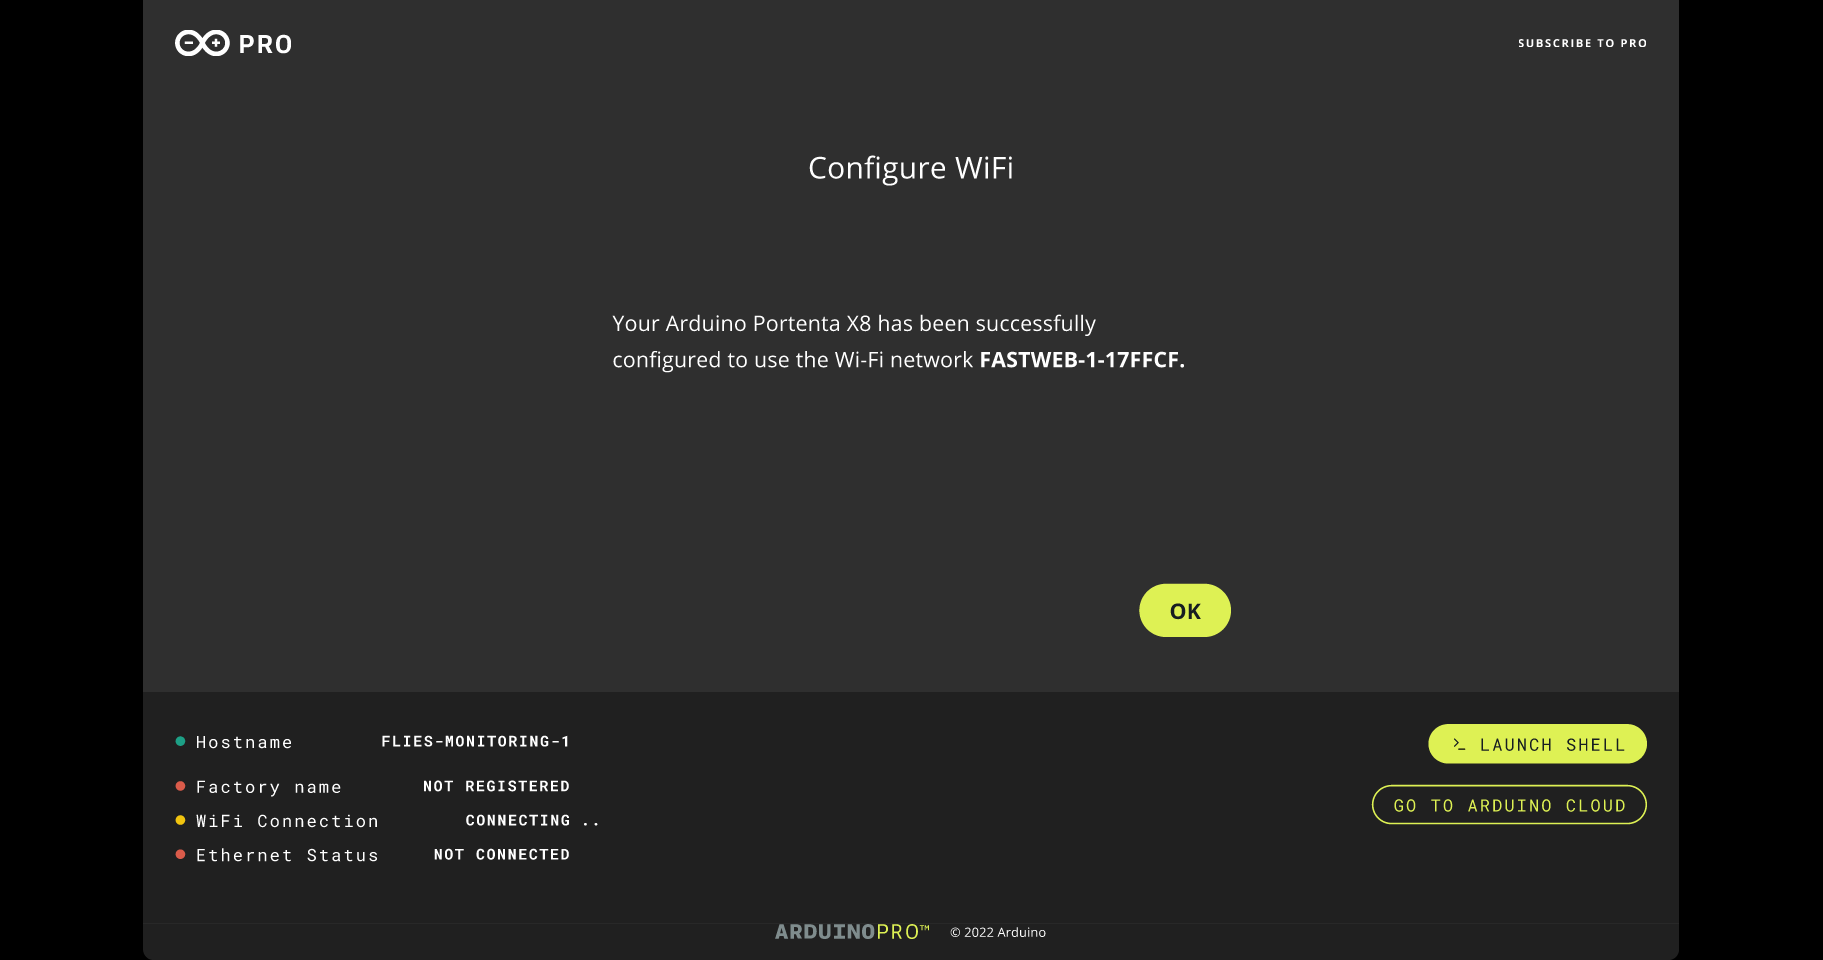 PRO
SUBSCRIBE TO PRO
Configure WiFi
Your Arduino Portenta X8 has been successfully
configured to use the Wi-Fi network FASTWEB-1-17FFCF.
OK
Hostname FLIES-MONITORING-1
Factory name NOT REGISTERED
WiFi Connection CONNECTING ..
Ethernet Status NOT CONNECTED
>_ LAUNCH SHELL
GO TO ARDUINO CLOUD
ARDUINOPRO™ © 2022 Arduino